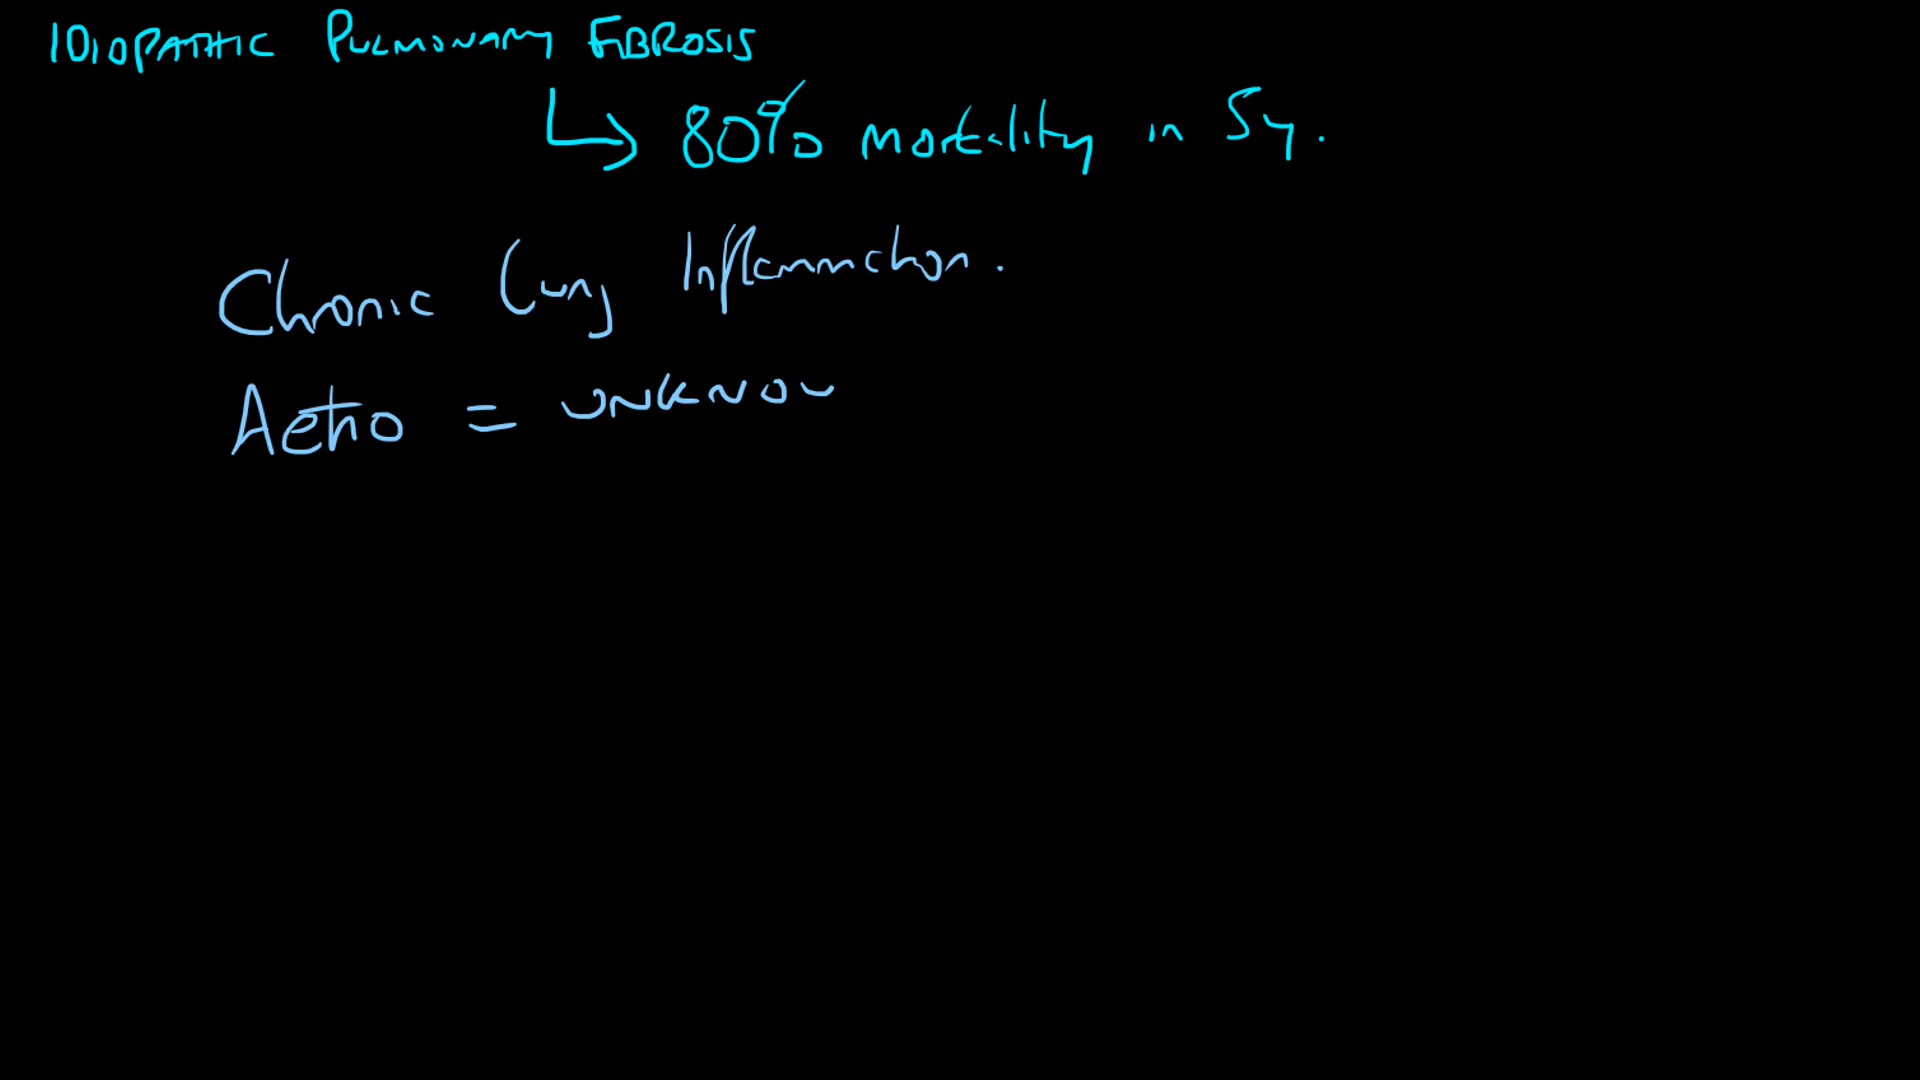 IDIOPATHIC PULMONARY FIBROSIS
↳ 80% mortality in 5y.
Chronic Lung Inflammation.
Aetio = unknow